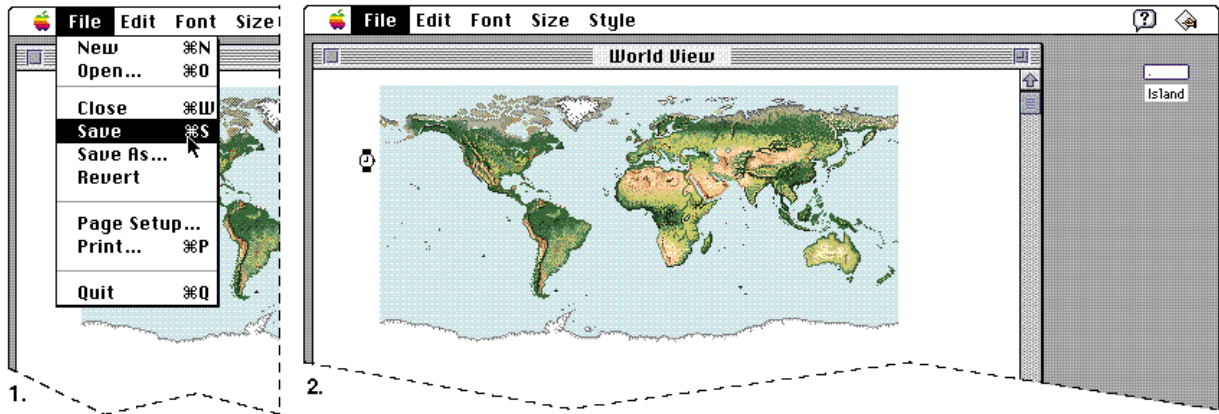 File Edit Font Size
New ⌘N
Open... ⌘O
Close ⌘W
Save ⌘S
Save As...
Revert
Page Setup...
Print... ⌘P
Quit ⌘Q
1.
File Edit Font Size Style
World View
Island
2.